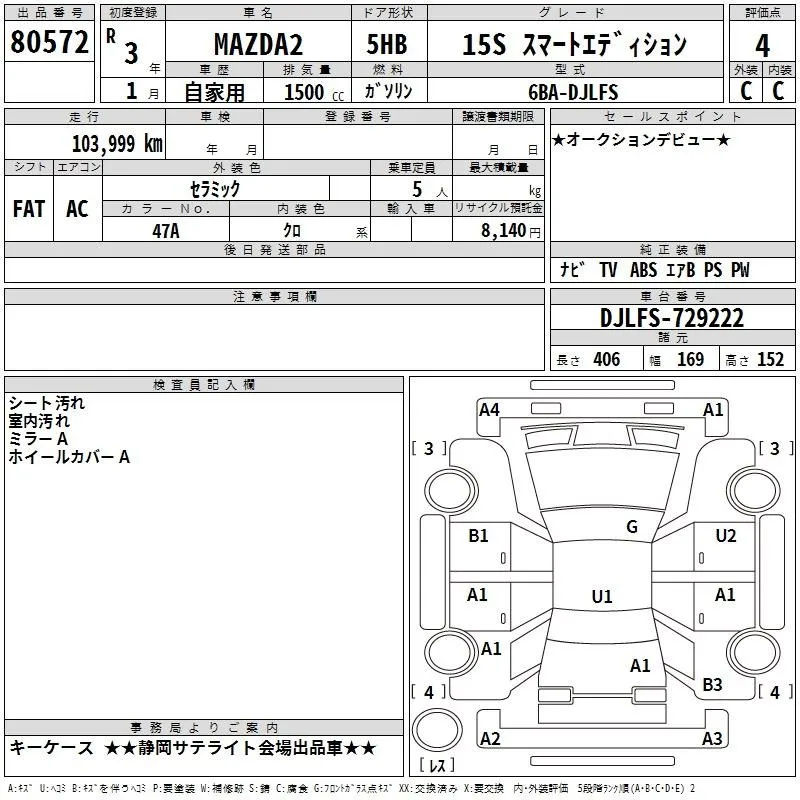 出品番号 初度登録 車名 ドア形状 グレード 評価点
80572 R 3 年 MAZDA2 5HB 15S スマートエディション 4
車歴 排気量 燃料 型式 外装 内装
1 月 自家用 1500 cc ガソリン 6BA-DJLFS C C
走行 車検 登録番号 譲渡書類期限 セールスポイント
103,999 km 年 月 月 日 ★オークションデビュー★
シフト エアコン 外装色 乗車定員 最大積載量
FAT AC セラミック 5 人 kg
カラーNo. 内装色 輸入車 リサイクル預託金
47A クロ 系 8,140 円
後日発送部品 純正装備
ナビ TV ABS エアB PS PW
注意事項欄 車台番号
DJLFS-729222
諸元
長さ 406 幅 169 高さ 152
検査員記入欄
シート汚れ
室内汚れ
ミラーA
ホイールカバーA
A4 A1
[ 3 ] [ 3 ]
G
B1 U2
A1 U1 A1
A1 A1
B3
[ 4 ] [ 4 ]
A2 A3
[ レス ]
事務局よりご案内
キーケース ★★静岡サテライト会場出品車★★
A:キズ U:ヘコミ B:キズを伴うヘコミ P:要塗装 W:補修跡 S:錆 C:腐食 G:フロントガラス点キズ XX:交換済み X:要交換 内・外装評価 5段階ランク順(A・B・C・D・E) 2